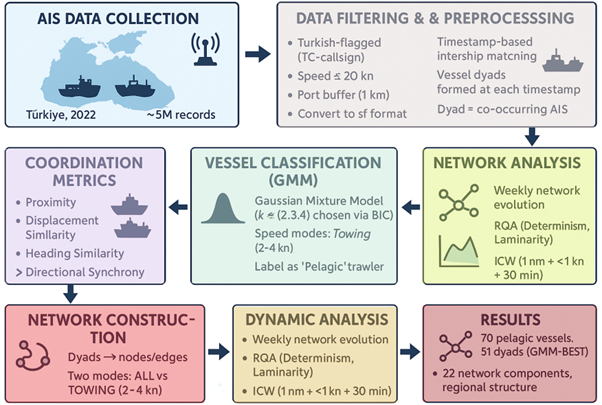 AIS DATA COLLECTION
Türkiye, 2022
~5M records
DATA FILTERING & & PREPROCESSSING
• Turkish-flagged
(TC-callsign)
• Speed ≤ 20 kn
• Port buffer (1 km)
• Convert to sf format
Timestamp-based
intership matcning
Vessel dyads
formed at each timestamp
Dyad = co-occurring AIS
COORDINATION
METRICS
• Proximity
• Displacement
Simllarity
• Heading Similarity
> Directional Synchrony
VESSEL CLASSIFICATION
(GMM)
Gaussian Mixture Model
(k ∈ (2.3.4) chosen via BIC)
Speed modes: Towing
(2-4 kn)
Label as 'Pelagic' trawler
NETWORK ANALYSIS
Weekly network
evolution
RQA (Determinism,
Laminarity)
ICW (1 nm + <1 kn
+ 30 min)
NETWORK CONSTRUC-
TION
Dyads → nodes/edges
Two modes: ALL vs
TOWING (2-4 kn)
DYNAMIC ANALYSIS
• Weekly network evolution
• RQA (Determinism,
Laminarity)
• ICW (1 nm + <1 kn + 30 min)
RESULTS
70 pelagic vessels.
51 dyads (GMM-BEST)
• 22 network components,
regional structure